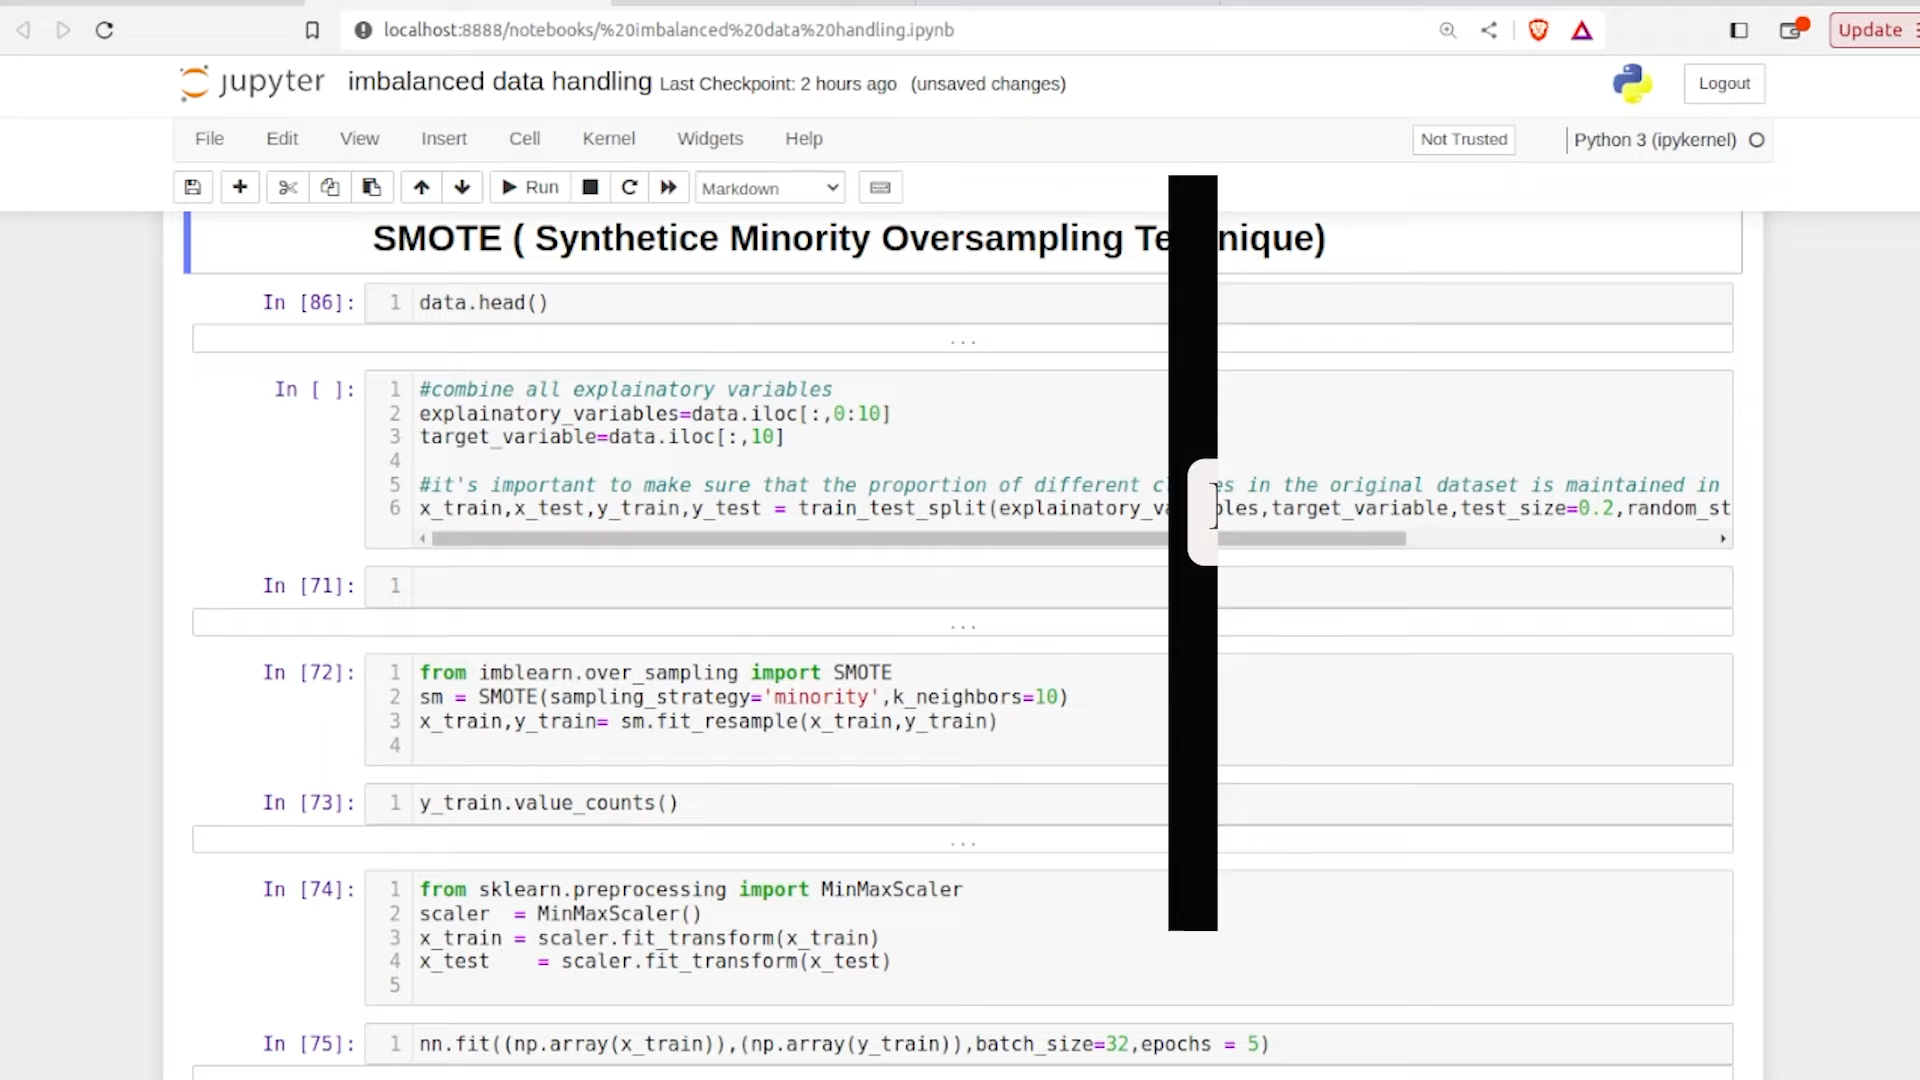 localhost:8888/notebooks/%20imbalanced%20data%20handling.ipynb
Update
jupyter imbalanced data handling Last Checkpoint: 2 hours ago (unsaved changes)
Logout
File Edit View Insert Cell Kernel Widgets Help
Not Trusted
Python 3 (ipykernel)
Run
Markdown
SMOTE ( Synthetice Minority Oversampling Te nique)
In [86]: 1 data.head()
...
In [ ]: 1 #combine all explainatory variables
2 explainatory_variables=data.iloc[:,0:10]
3 target_variable=data.iloc[:,10]
4
5 #it's important to make sure that the proportion of different c es in the original dataset is maintained in
6 x_train,x_test,y_train,y_test = train_test_split(explainatory_va bles,target_variable,test_size=0.2,random_st
In [71]: 1
...
In [72]: 1 from imblearn.over_sampling import SMOTE
2 sm = SMOTE(sampling_strategy='minority',k_neighbors=10)
3 x_train,y_train= sm.fit_resample(x_train,y_train)
4
In [73]: 1 y_train.value_counts()
...
In [74]: 1 from sklearn.preprocessing import MinMaxScaler
2 scaler  = MinMaxScaler()
3 x_train = scaler.fit_transform(x_train)
4 x_test    = scaler.fit_transform(x_test)
5
In [75]: 1 nn.fit((np.array(x_train)),(np.array(y_train)),batch_size=32,epochs = 5)